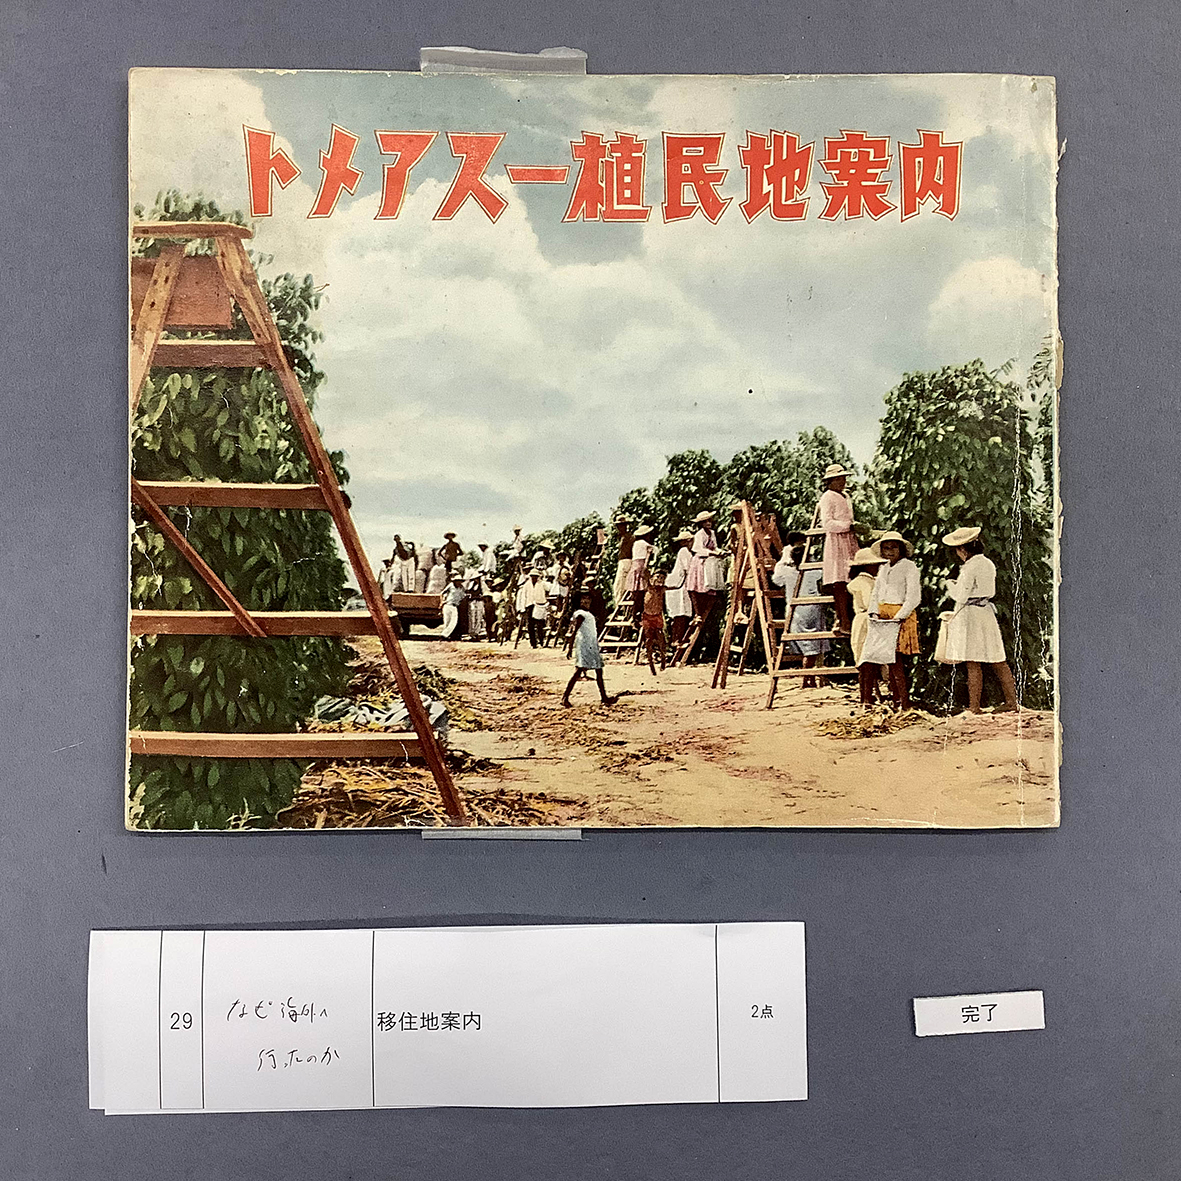 トメアスー植民地案内
29
なぜ海外へ
行ったのか
移住地案内
2点
完了